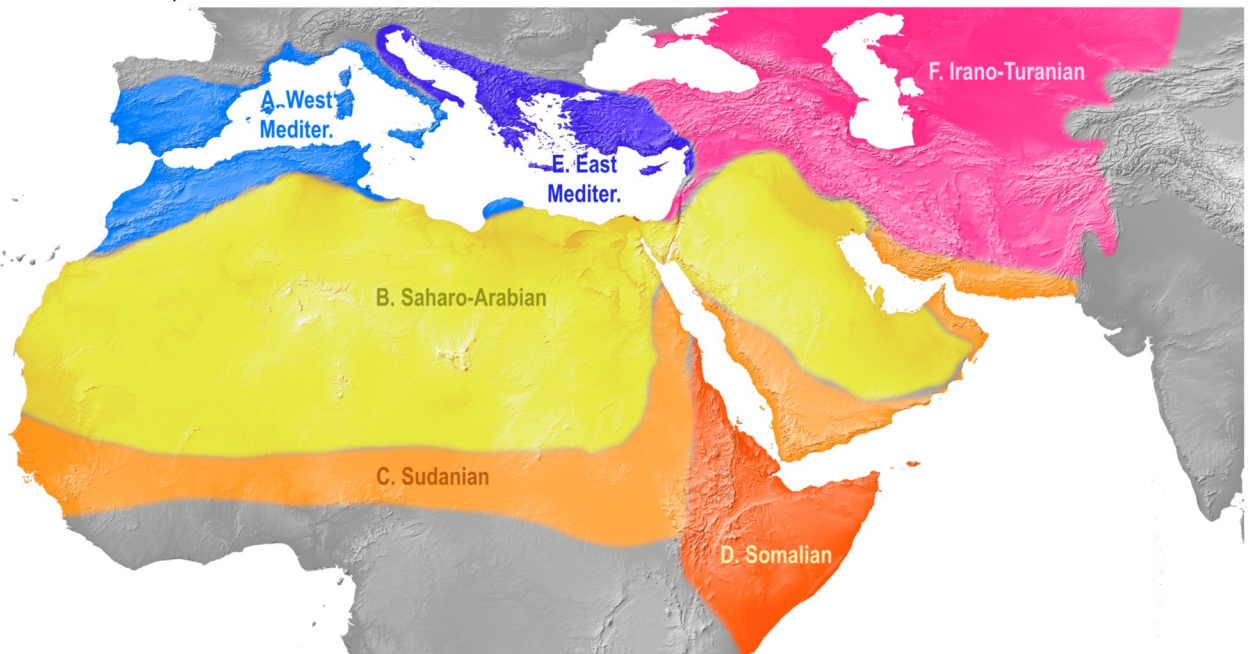 F. Irano-Turanian
A. West
Mediter.
E. East
Mediter.
B. Saharo-Arabian
C. Sudanian
D. Somalian